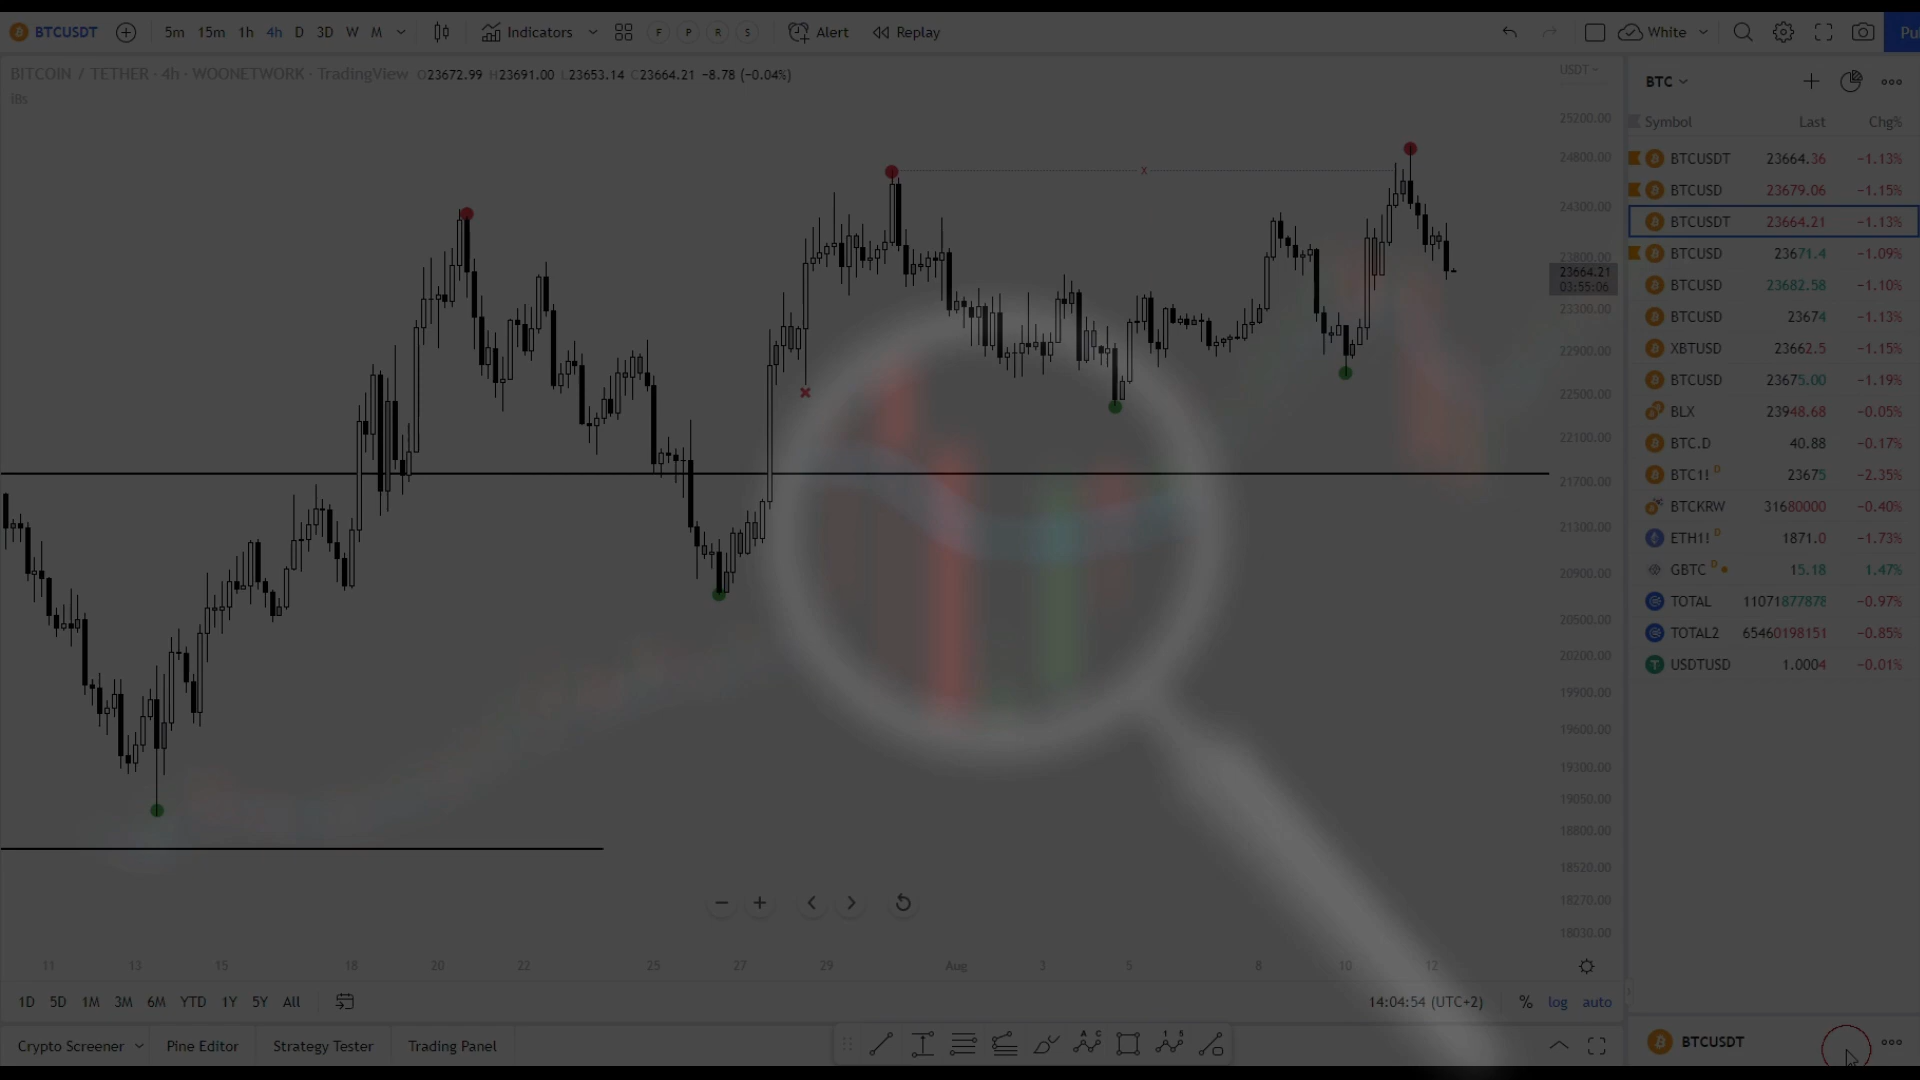 BTCUSDT 5m 15m 1h 4h D 3D W M Indicators F P R S Alert Replay White
BITCOIN / TETHER · 4h · WOONETWORK · TradingView O23672.99 H23691.00 L23653.14 C23664.21 −8.78 (−0.04%)
USDT
BTC
Symbol Last Chg%
BTCUSDT 23664.36 −1.13%
BTCUSD 23679.06 −1.15%
BTCUSDT 23664.21 −1.13%
BTCUSD 23671.4 −1.09%
BTCUSD 23682.58 −1.10%
BTCUSD 23674 −1.13%
XBTUSD 23662.5 −1.15%
BTCUSD 23675.00 −1.19%
BLX 23948.68 −0.05%
BTC.D 40.88 −0.17%
BTC1! D 23675 −2.35%
BTCKRW 31680000 −0.40%
ETH1! D 1871.0 −1.73%
GBTC D 15.18 1.47%
TOTAL 11071877878 −0.97%
TOTAL2 65460198151 −0.85%
USDTUSD 1.0004 −0.01%
25200.00
24800.00
24300.00
23800.00
23664.21
03:55:06
23300.00
22900.00
22500.00
22100.00
21700.00
21300.00
20900.00
20500.00
20200.00
19900.00
19600.00
19300.00
19050.00
18800.00
18520.00
18270.00
18030.00
11 13 15 18 20 22 25 27 29 Aug 3 5 8 10 12
1D 5D 1M 3M 6M YTD 1Y 5Y All 14:04:54 (UTC+2) % log auto
Crypto Screener Pine Editor Strategy Tester Trading Panel BTCUSDT